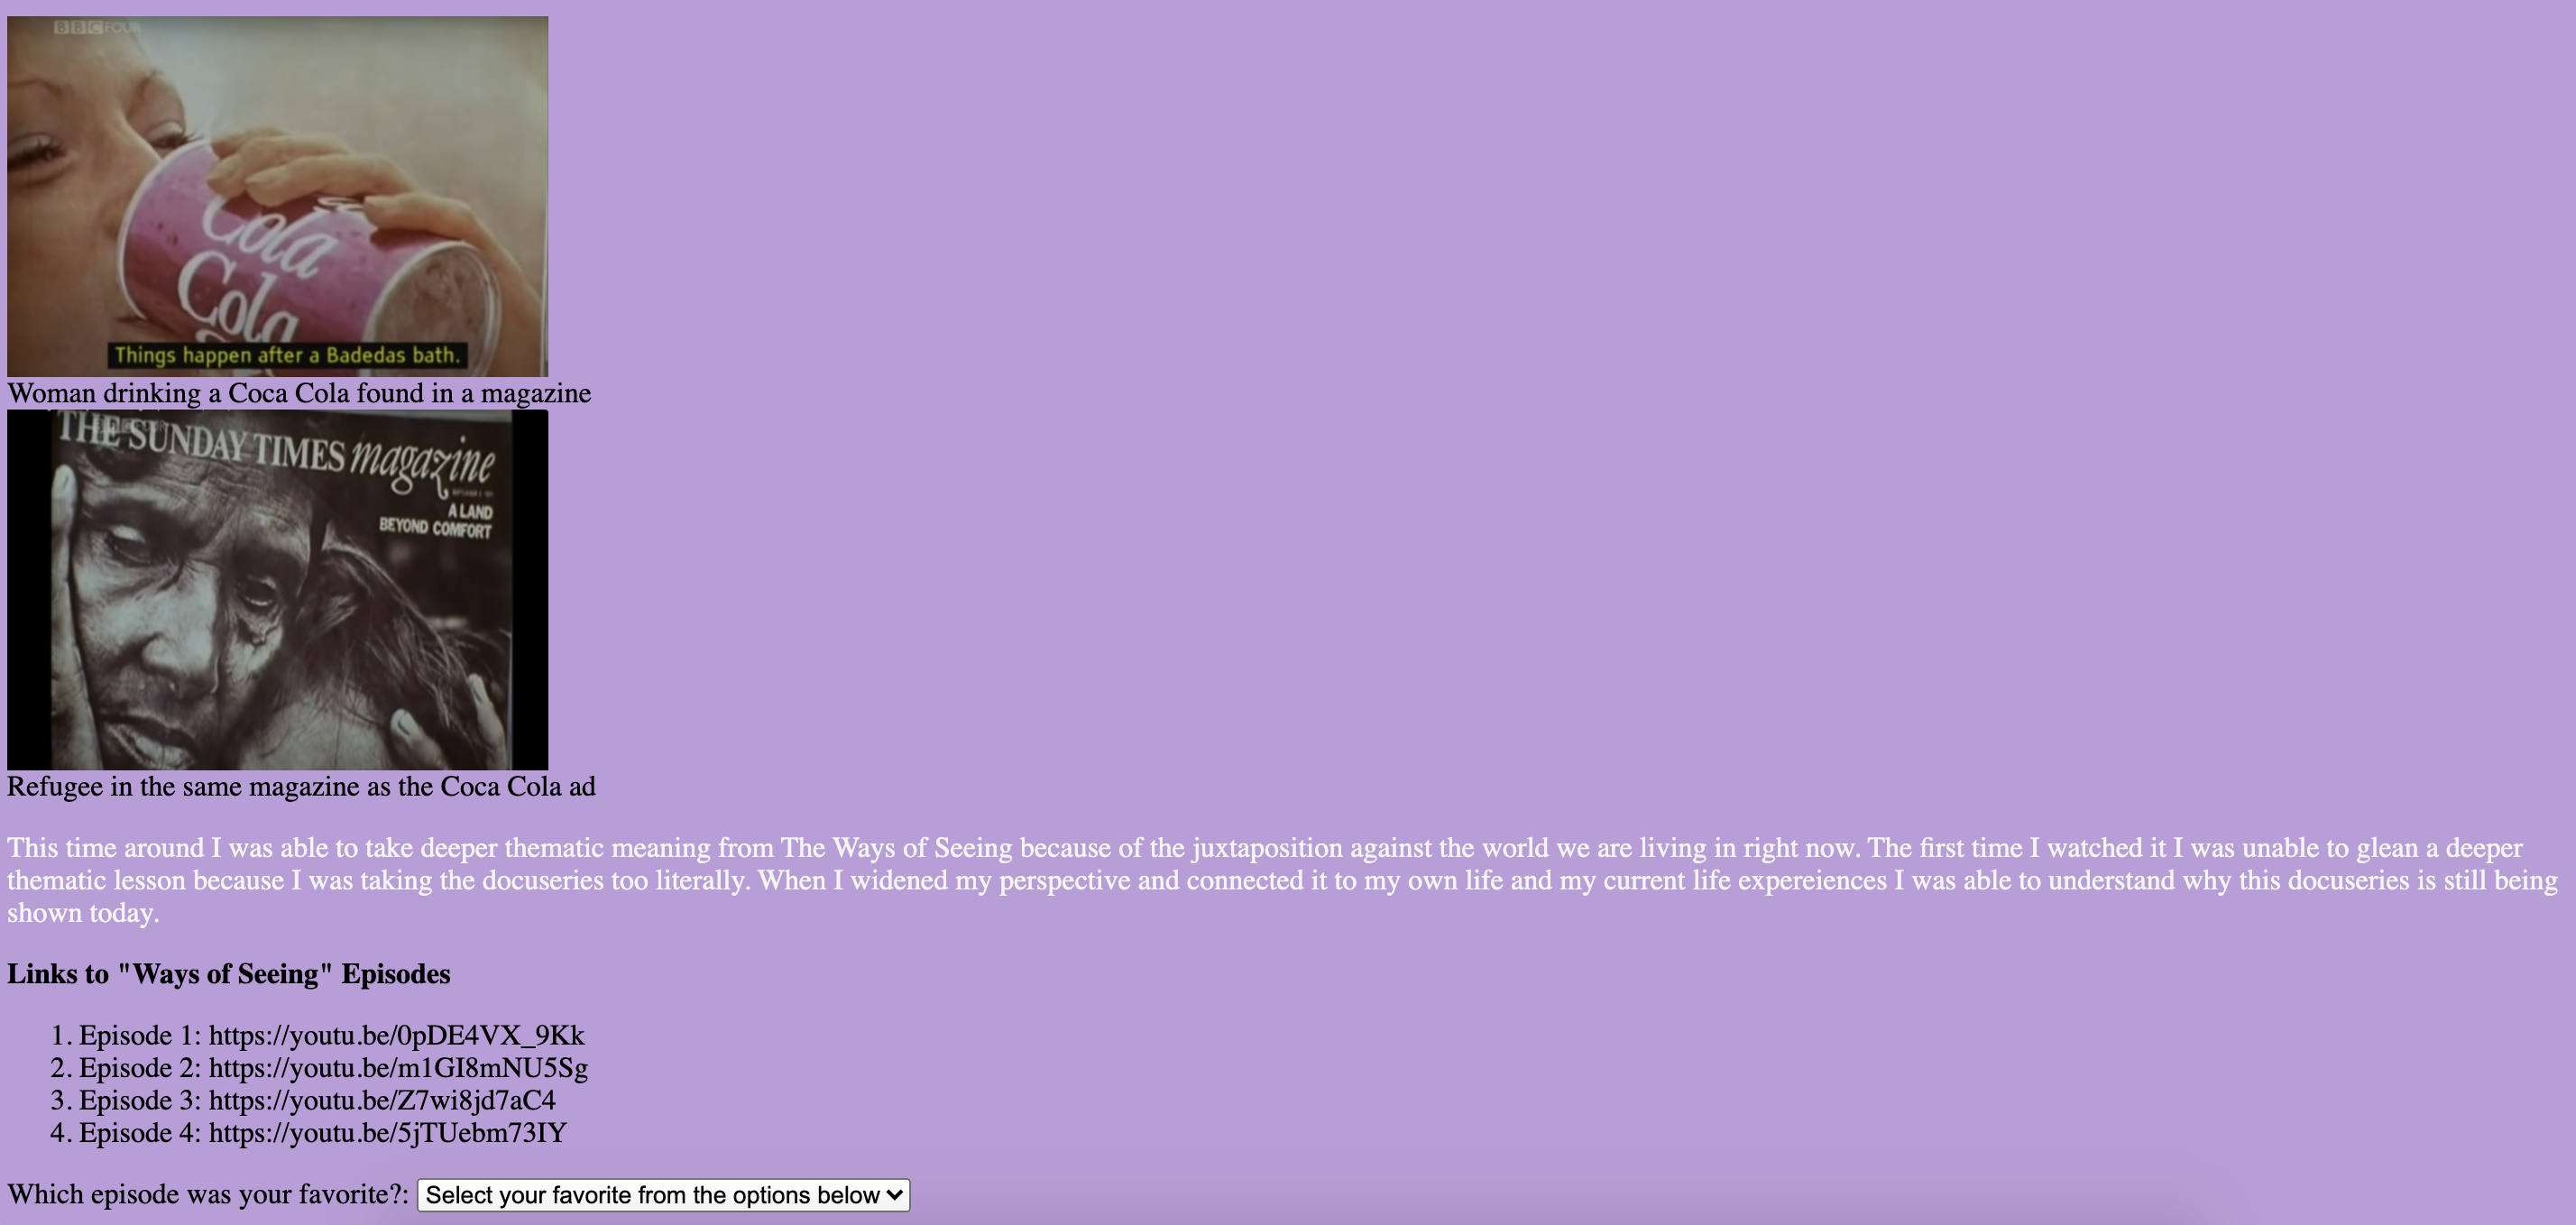 BBC FOUR
Cola
Cola
Things happen after a Badedas bath.
Woman drinking a Coca Cola found in a magazine
THE SUNDAY TIMES magazine
A LAND
BEYOND COMFORT
Refugee in the same magazine as the Coca Cola ad
This time around I was able to take deeper thematic meaning from The Ways of Seeing because of the juxtaposition against the world we are living in right now. The first time I watched it I was unable to glean a deeper
thematic lesson because I was taking the docuseries too literally. When I widened my perspective and connected it to my own life and my current life expereiences I was able to understand why this docuseries is still being
shown today.
Links to "Ways of Seeing" Episodes
1. Episode 1: https://youtu.be/0pDE4VX_9Kk
2. Episode 2: https://youtu.be/m1GI8mNU5Sg
3. Episode 3: https://youtu.be/Z7wi8jd7aC4
4. Episode 4: https://youtu.be/5jTUebm73IY
Which episode was your favorite?: Select your favorite from the options below